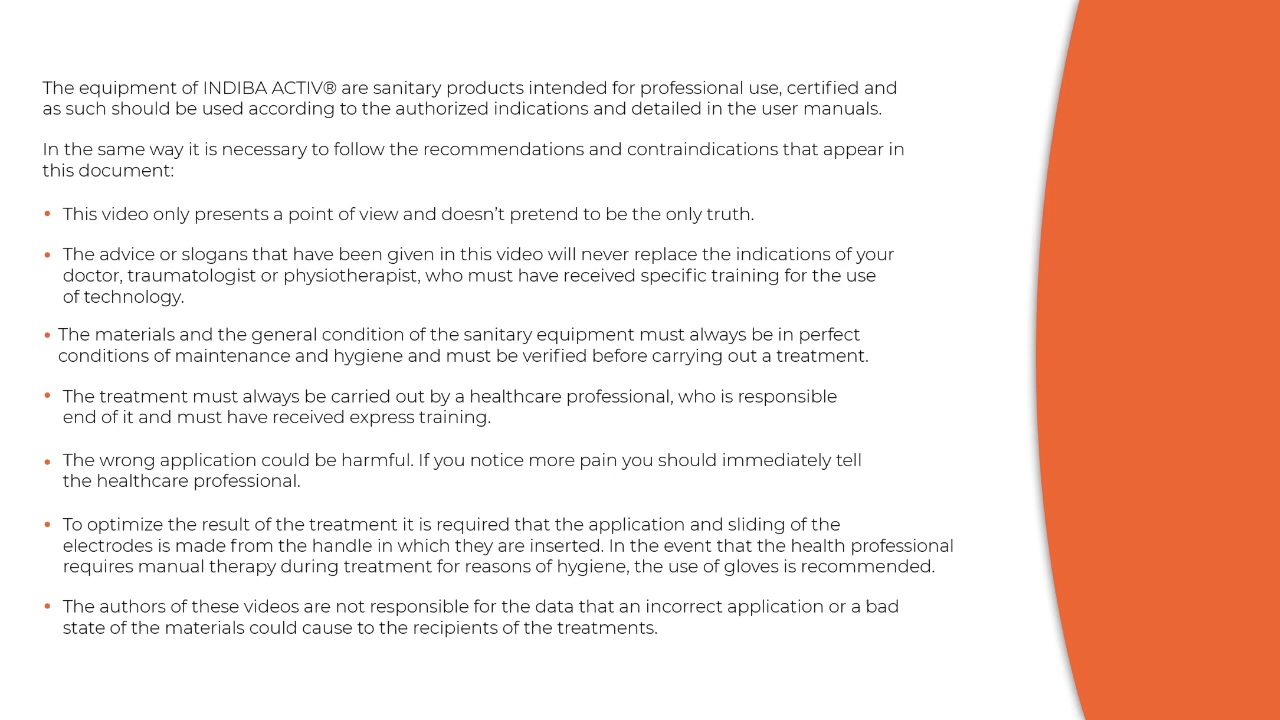 The equipment of INDIBA ACTIV® are sanitary products intended for professional use, certified and
as such should be used according to the authorized indications and detailed in the user manuals.
In the same way it is necessary to follow the recommendations and contraindications that appear in
this document:
• This video only presents a point of view and doesn't pretend to be the only truth.
• The advice or slogans that have been given in this video will never replace the indications of your
doctor, traumatologist or physiotherapist, who must have received specific training for the use
of technology.
• The materials and the general condition of the sanitary equipment must always be in perfect
conditions of maintenance and hygiene and must be verified before carrying out a treatment.
• The treatment must always be carried out by a healthcare professional, who is responsible
end of it and must have received express training.
• The wrong application could be harmful. If you notice more pain you should immediately tell
the healthcare professional.
• To optimize the result of the treatment it is required that the application and sliding of the
electrodes is made from the handle in which they are inserted. In the event that the health professional
requires manual therapy during treatment for reasons of hygiene, the use of gloves is recommended.
• The authors of these videos are not responsible for the data that an incorrect application or a bad
state of the materials could cause to the recipients of the treatments.